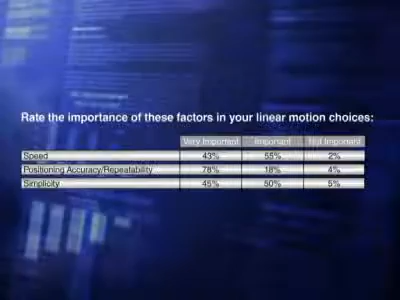 Rate the importance of these factors in your linear motion choices:
Very Important Important Not Important
Speed 43% 55% 2%
Positioning Accuracy/Repeatability 78% 18% 4%
Simplicity 45% 50% 5%